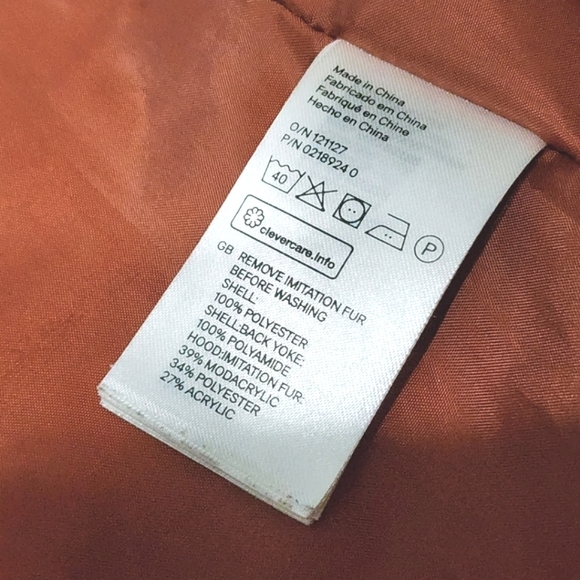 Made in China
Fabricado em China
Fabriqué en Chine
Hecho en China
O/N 121127
P/N 0218924 0
40
P
clevercare.info
GB REMOVE IMITATION FUR
BEFORE WASHING
SHELL:
100% POLYESTER
SHELL:BACK YOKE:
100% POLYAMIDE
HOOD:IMITATION FUR:
39% MODACRYLIC
34% POLYESTER
27% ACRYLIC